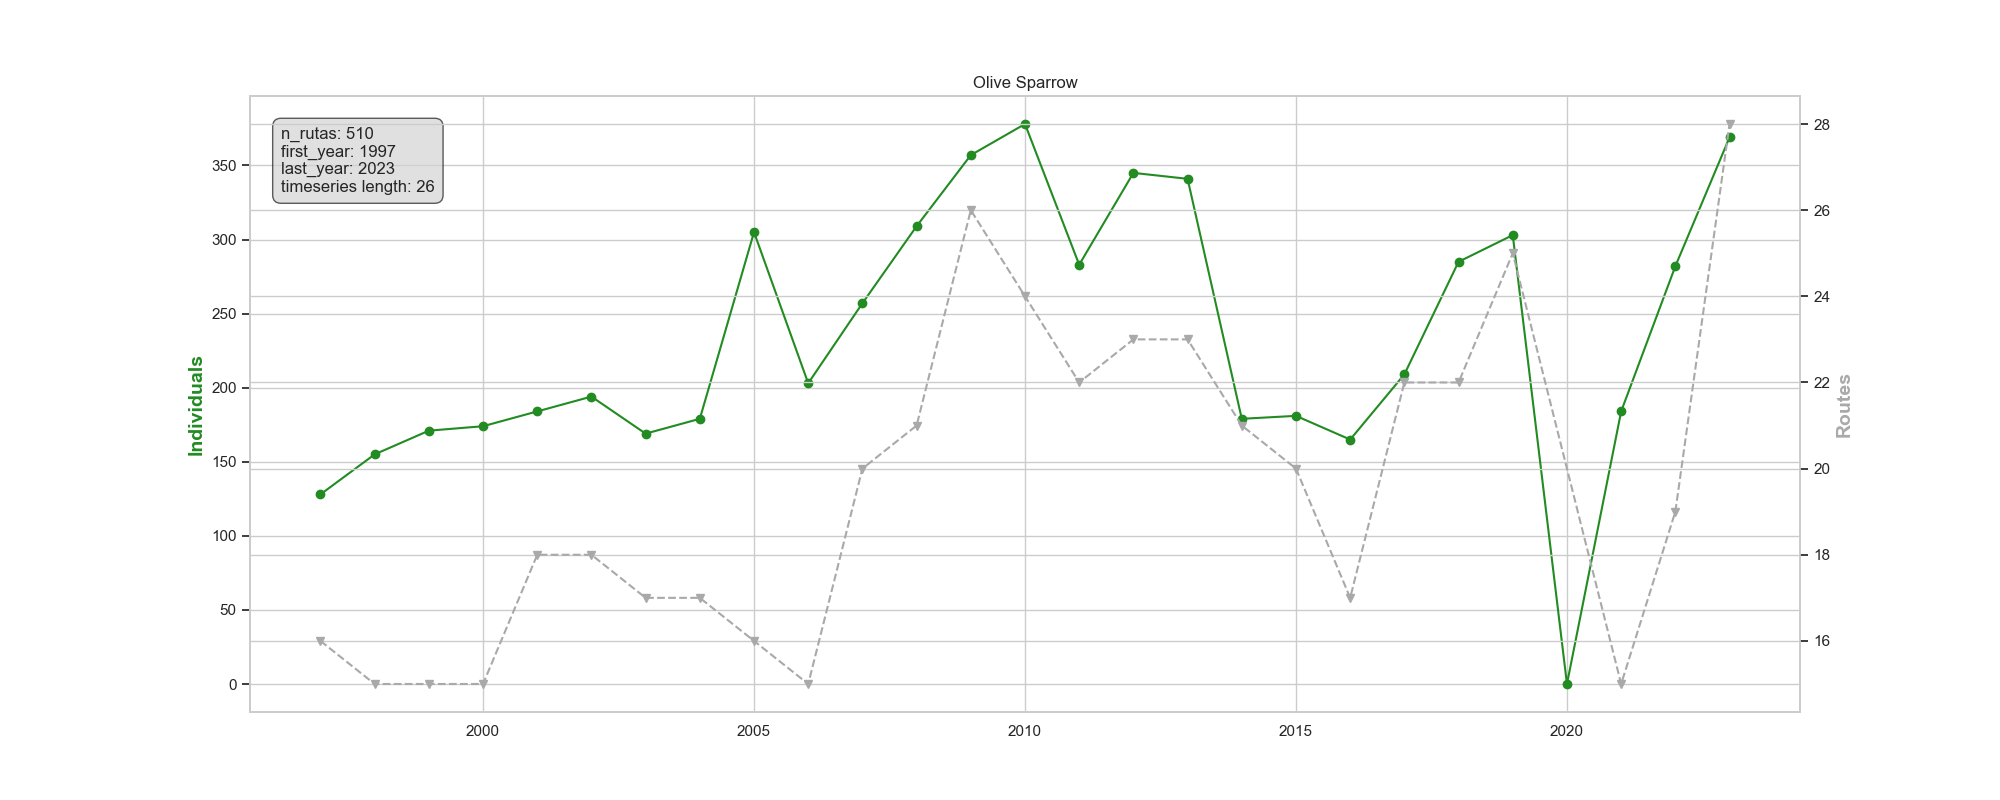 Olive Sparrow
n_rutas: 510
first_year: 1997
last_year: 2023
timeseries length: 26
Individuals
350
300
250
200
150
100
50
0
28
26
24
22
20
18
16
Routes
2000
2005
2010
2015
2020